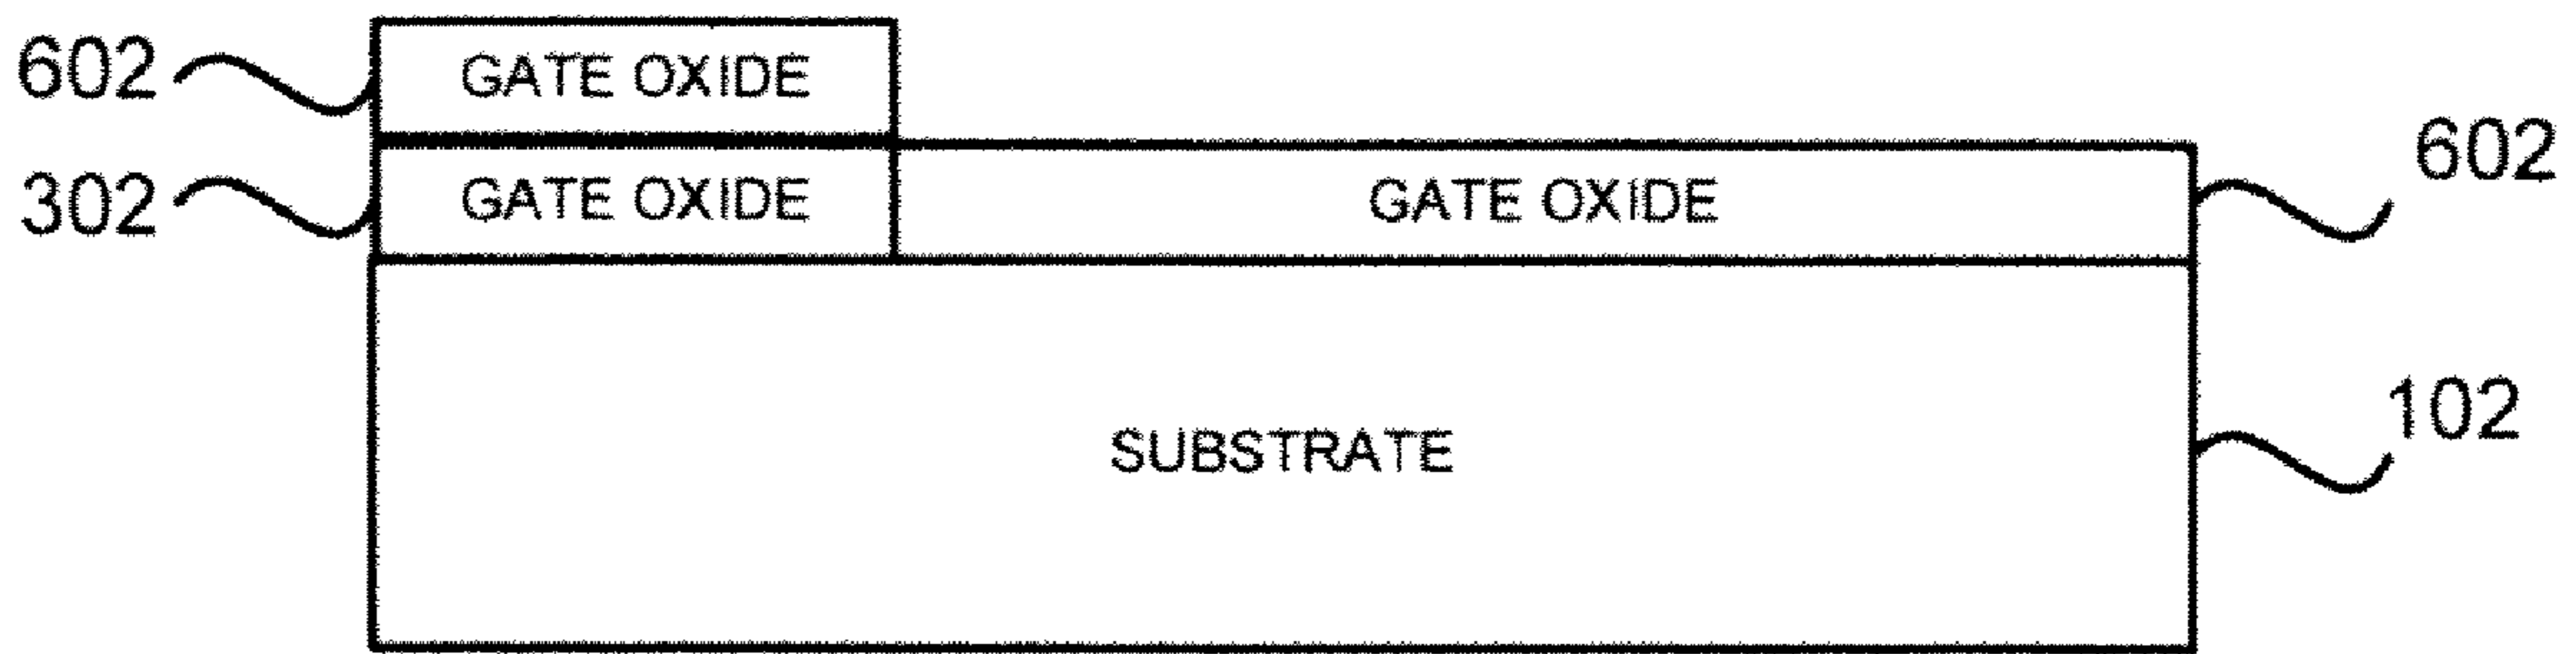 602 GATE OXIDE
302 GATE OXIDE GATE OXIDE 602
SUBSTRATE 102